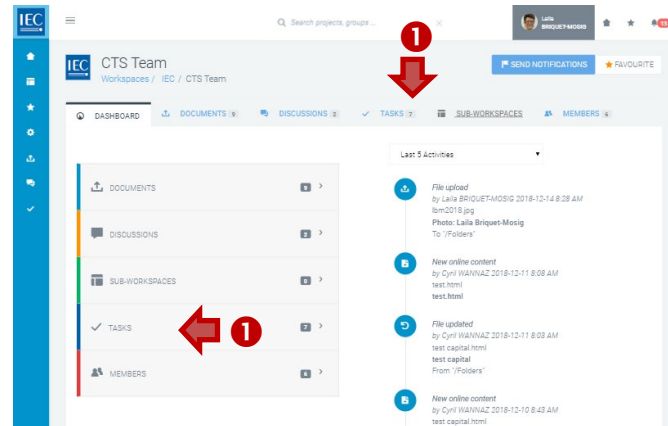 IEC
Search projects, groups ...
Laila
BRIQUET-MOSIG
13
1
IEC
CTS Team
Workspaces / IEC / CTS Team
SEND NOTIFICATIONS
FAVOURITE
DASHBOARD
DOCUMENTS 9
DISCUSSIONS 2
TASKS 7
SUB-WORKSPACES
MEMBERS 6
Last 5 Activities
DOCUMENTS 9
DISCUSSIONS 2
SUB-WORKSPACES
TASKS 7
1
MEMBERS 6
File upload
by Laila BRIQUET-MOSIG 2018-12-14 8:28 AM
lbm2018.jpg
Photo: Laila Briquet-Mosig
To "/Folders"
New online content
by Cyril WANNAZ 2018-12-11 8:08 AM
test.html
test.html
File updated
by Cyril WANNAZ 2018-12-11 8:03 AM
test capital.html
test capital
From "/Folders"
New online content
by Cyril WANNAZ 2018-12-10 8:43 AM
test capital.html